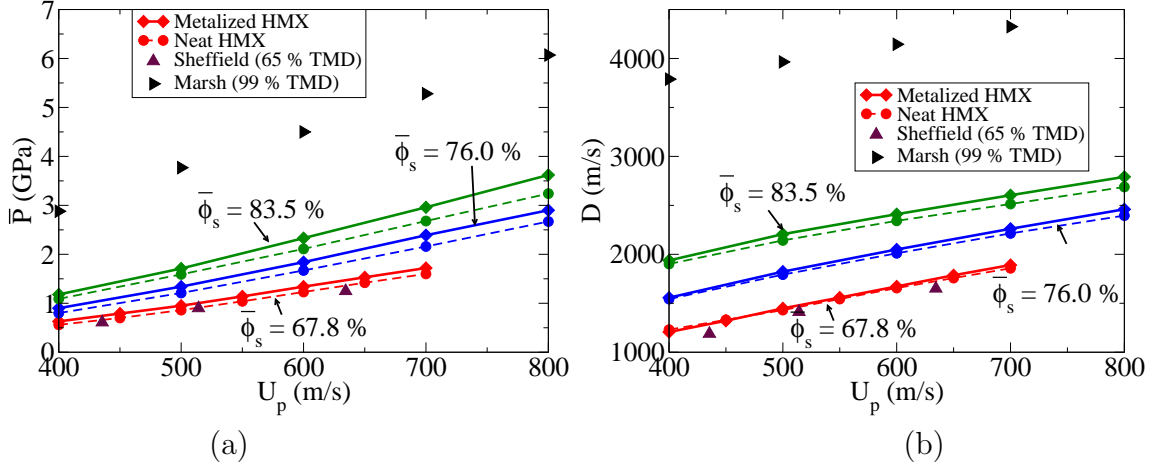 7
6
5
4
3
2
1
0
P̅ (GPa)
Metalized HMX
Neat HMX
Sheffield (65 % TMD)
Marsh (99 % TMD)
ϕ̅s = 76.0 %
ϕ̅s = 83.5 %
ϕ̅s = 67.8 %
400 500 600 700 800
U_p (m/s)
(a)
4000
3000
2000
1000
D (m/s)
Metalized HMX
Neat HMX
Sheffield (65 % TMD)
Marsh (99 % TMD)
ϕ̅s = 83.5 %
ϕ̅s = 76.0 %
ϕ̅s = 67.8 %
400 500 600 700 800
U_p (m/s)
(b)